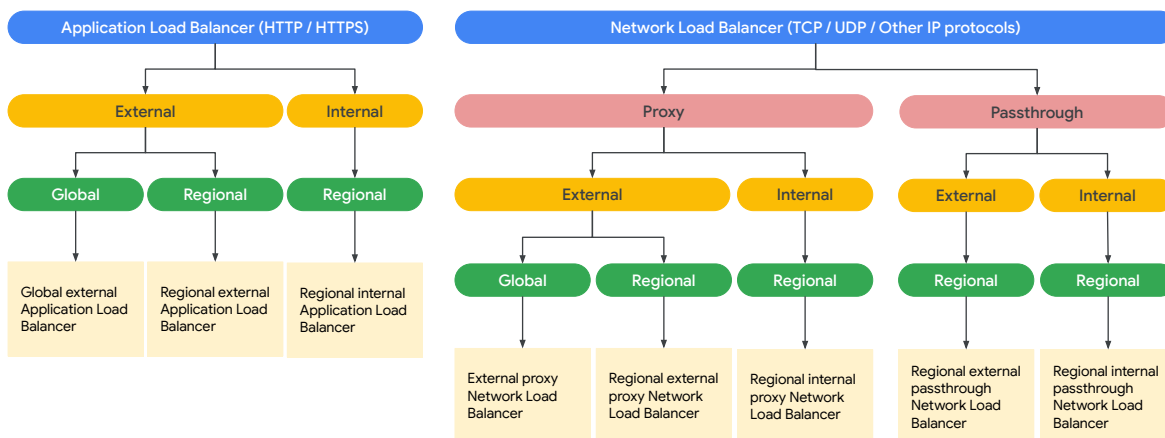 Application Load Balancer (HTTP / HTTPS)
Network Load Balancer (TCP / UDP / Other IP protocols)
External
Internal
Proxy
Passthrough
Global
Regional
Regional
External
Internal
External
Internal
Global
Regional
Regional
Regional
Regional
Global external
Application Load
Balancer
Regional external
Application Load
Balancer
Regional internal
Application Load
Balancer
External proxy
Network Load
Balancer
Regional external
proxy Network
Load Balancer
Regional internal
proxy Network
Load Balancer
Regional external
passthrough
Network Load
Balancer
Regional internal
passthrough
Network Load
Balancer